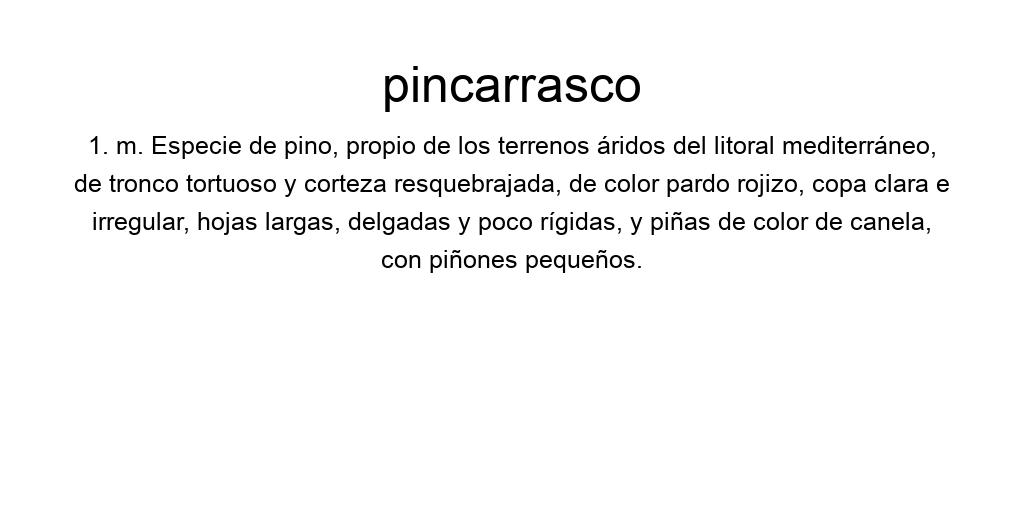 pincarrasco
1. m. Especie de pino, propio de los terrenos áridos del litoral mediterráneo,
de tronco tortuoso y corteza resquebrajada, de color pardo rojizo, copa clara e
irregular, hojas largas, delgadas y poco rígidas, y piñas de color de canela,
con piñones pequeños.